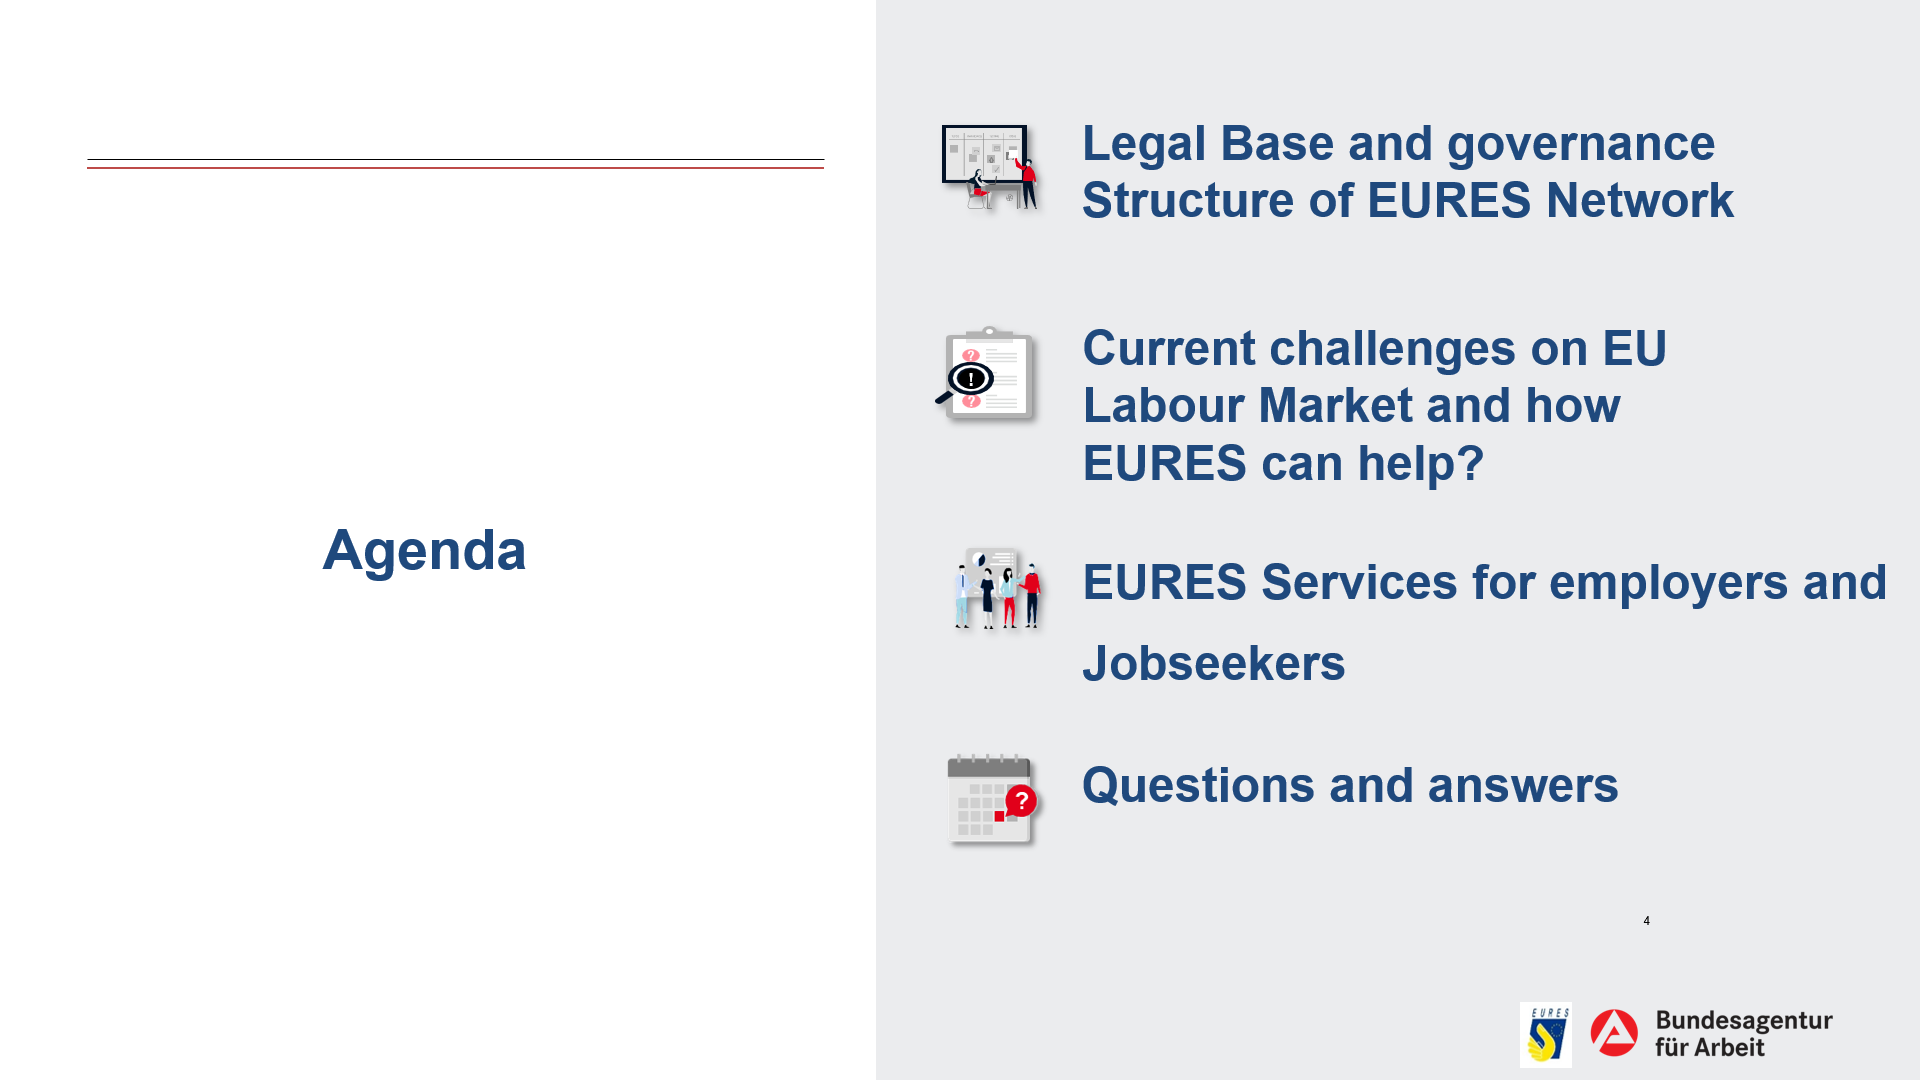 Agenda
Legal Base and governance
Structure of EURES Network
Current challenges on EU
Labour Market and how
EURES can help?
EURES Services for employers and
Jobseekers
Questions and answers
4
EURES
Bundesagentur
für Arbeit